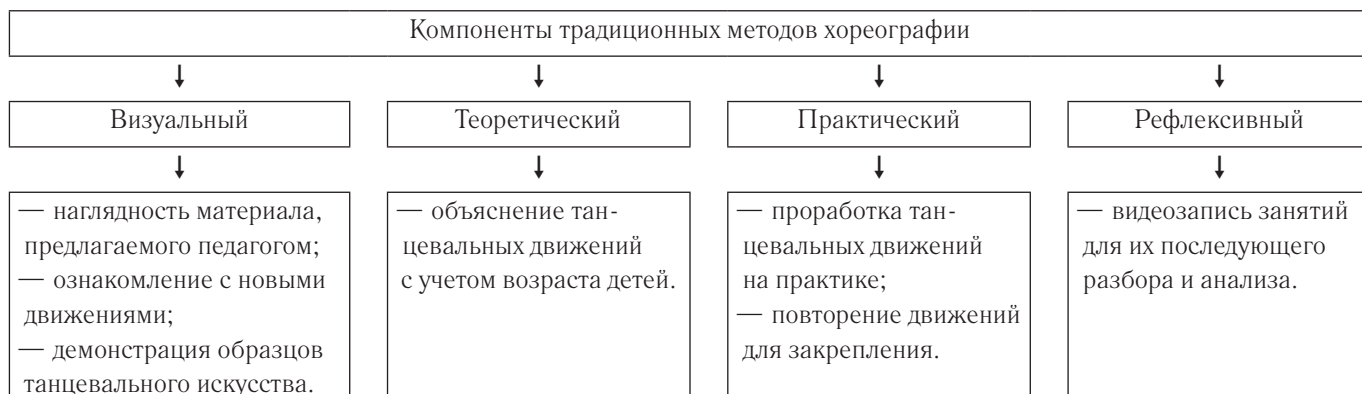 Компоненты традиционных методов хореографии
Визуальный
Теоретический
Практический
Рефлексивный
— наглядность материала,
предлагаемого педагогом;
— ознакомление с новыми
движениями;
— демонстрация образцов
танцевального искусства.
— объяснение тан-
цевальных движений
с учетом возраста детей.
— проработка тан-
цевальных движений
на практике;
— повторение движений
для закрепления.
— видеозапись занятий
для их последующего
разбора и анализа.